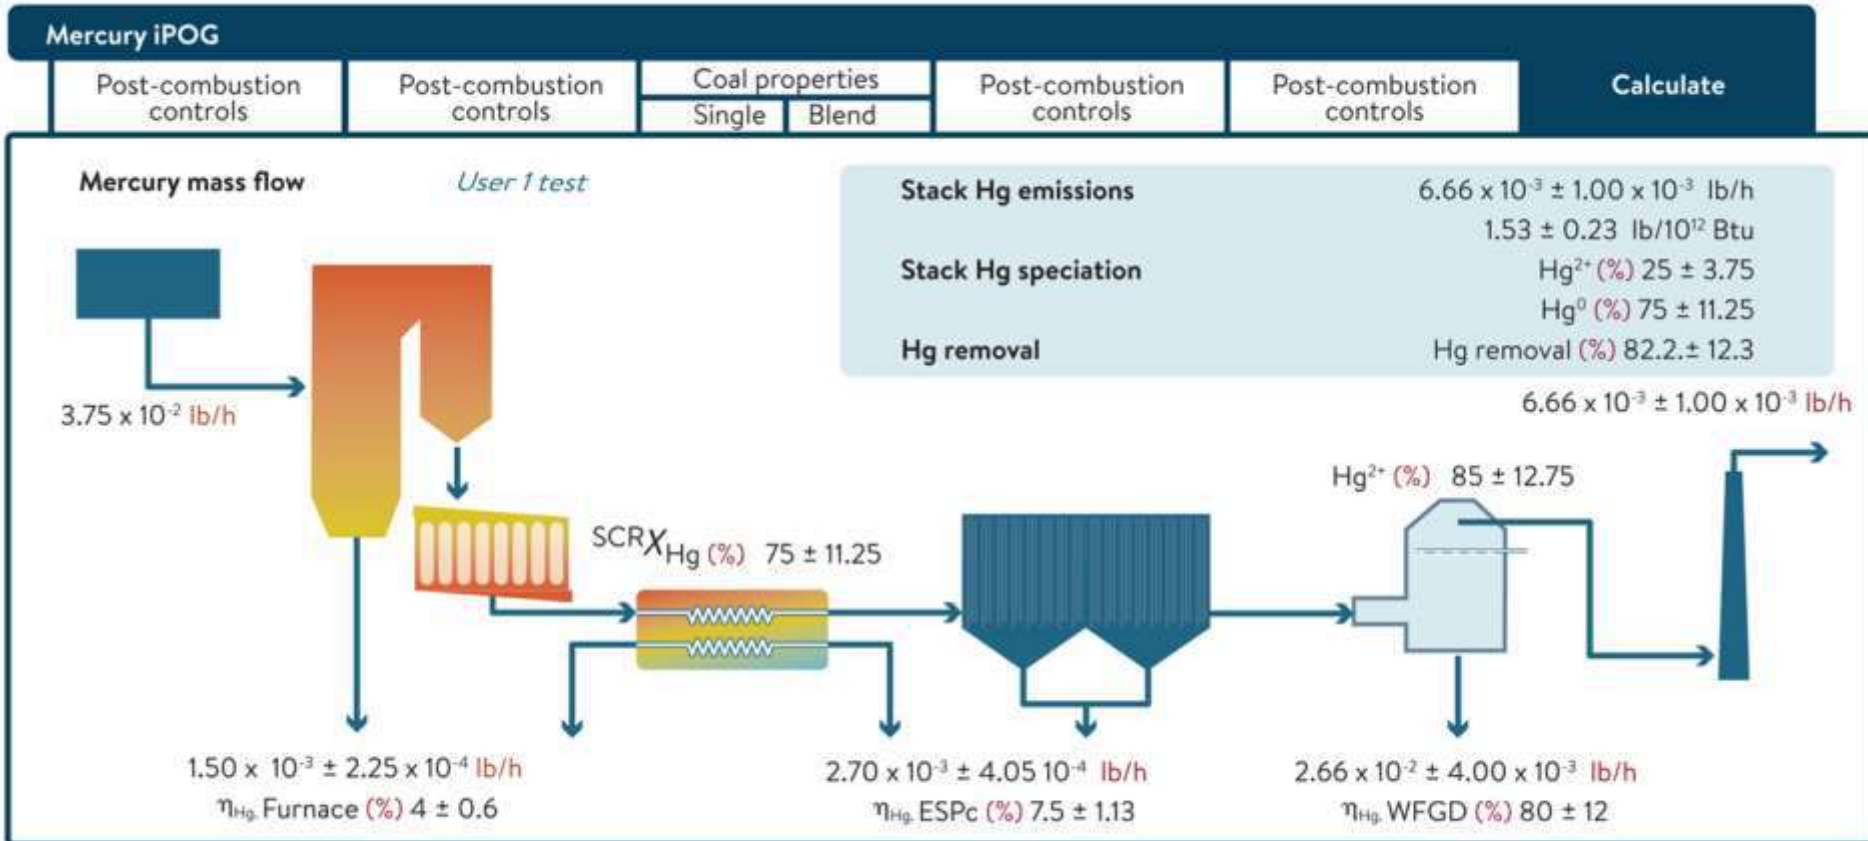 Mercury iPOG
Post-combustion
controls
Post-combustion
controls
Coal properties
Single Blend
Post-combustion
controls
Post-combustion
controls
Calculate
Mercury mass flow
User 1 test
Stack Hg emissions 6.66 x 10⁻³ ± 1.00 x 10⁻³ lb/h
1.53 ± 0.23 lb/10¹² Btu
Stack Hg speciation Hg²⁺ (%) 25 ± 3.75
Hg⁰ (%) 75 ± 11.25
Hg removal Hg removal (%) 82.2.± 12.3
3.75 x 10⁻² lb/h
6.66 x 10⁻³ ± 1.00 x 10⁻³ lb/h
Hg²⁺ (%) 85 ± 12.75
SCR X Hg (%) 75 ± 11.25
1.50 x 10⁻³ ± 2.25 x 10⁻⁴ lb/h
ηHg. Furnace (%) 4 ± 0.6
2.70 x 10⁻³ ± 4.05 10⁻⁴ lb/h
ηHg. ESPc (%) 7.5 ± 1.13
2.66 x 10⁻² ± 4.00 x 10⁻³ lb/h
ηHg. WFGD (%) 80 ± 12